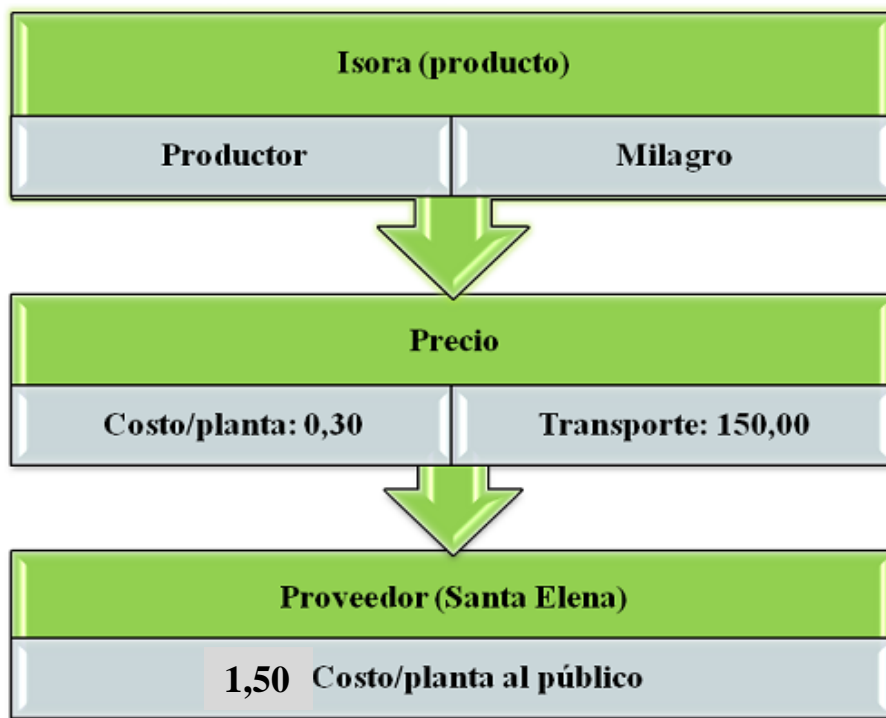 Isora (producto)
Productor
Milagro
Precio
Costo/planta: 0,30
Transporte: 150,00
Proveedor (Santa Elena)
1,50 Costo/planta al público